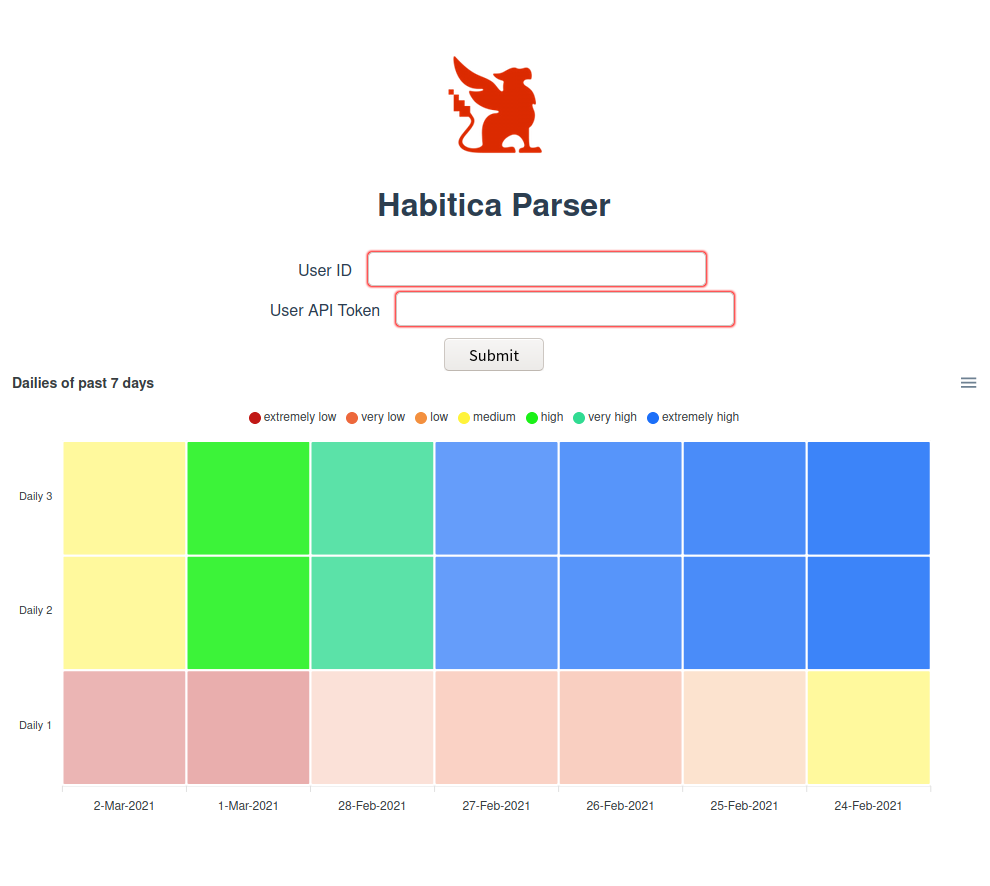 Habitica Parser
User ID
User API Token
Submit
Dailies of past 7 days
extremely low very low low medium high very high extremely high
Daily 3
Daily 2
Daily 1
2-Mar-2021 1-Mar-2021 28-Feb-2021 27-Feb-2021 26-Feb-2021 25-Feb-2021 24-Feb-2021